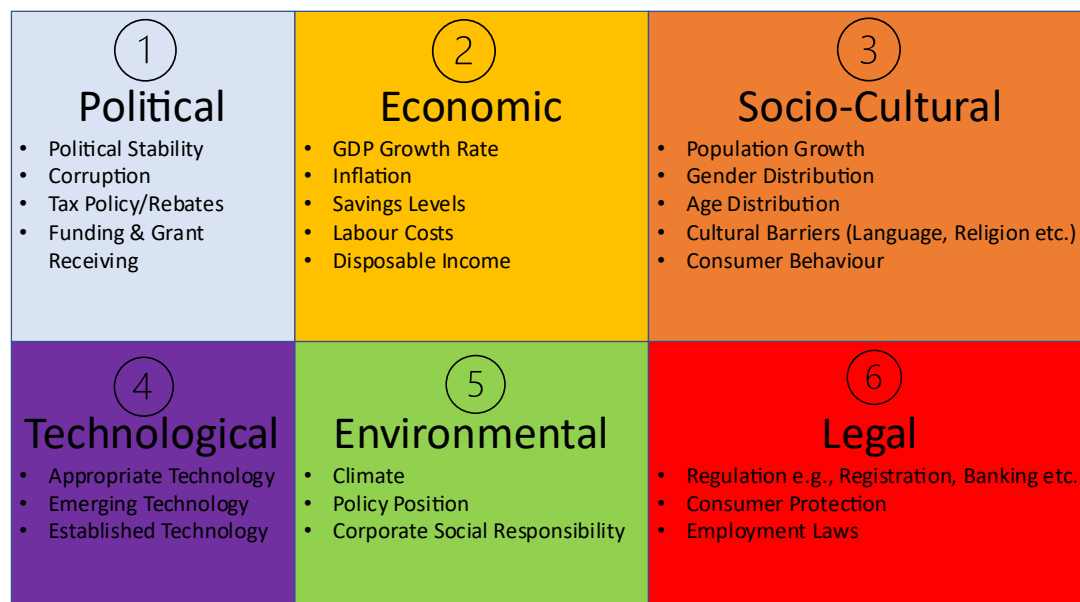 1
Political
• Political Stability
• Corruption
• Tax Policy/Rebates
• Funding & Grant
Receiving
2
Economic
• GDP Growth Rate
• Inflation
• Savings Levels
• Labour Costs
• Disposable Income
3
Socio-Cultural
• Population Growth
• Gender Distribution
• Age Distribution
• Cultural Barriers (Language, Religion etc.)
• Consumer Behaviour
4
Technological
• Appropriate Technology
• Emerging Technology
• Established Technology
5
Environmental
• Climate
• Policy Position
• Corporate Social Responsibility
6
Legal
• Regulation e.g., Registration, Banking etc.
• Consumer Protection
• Employment Laws